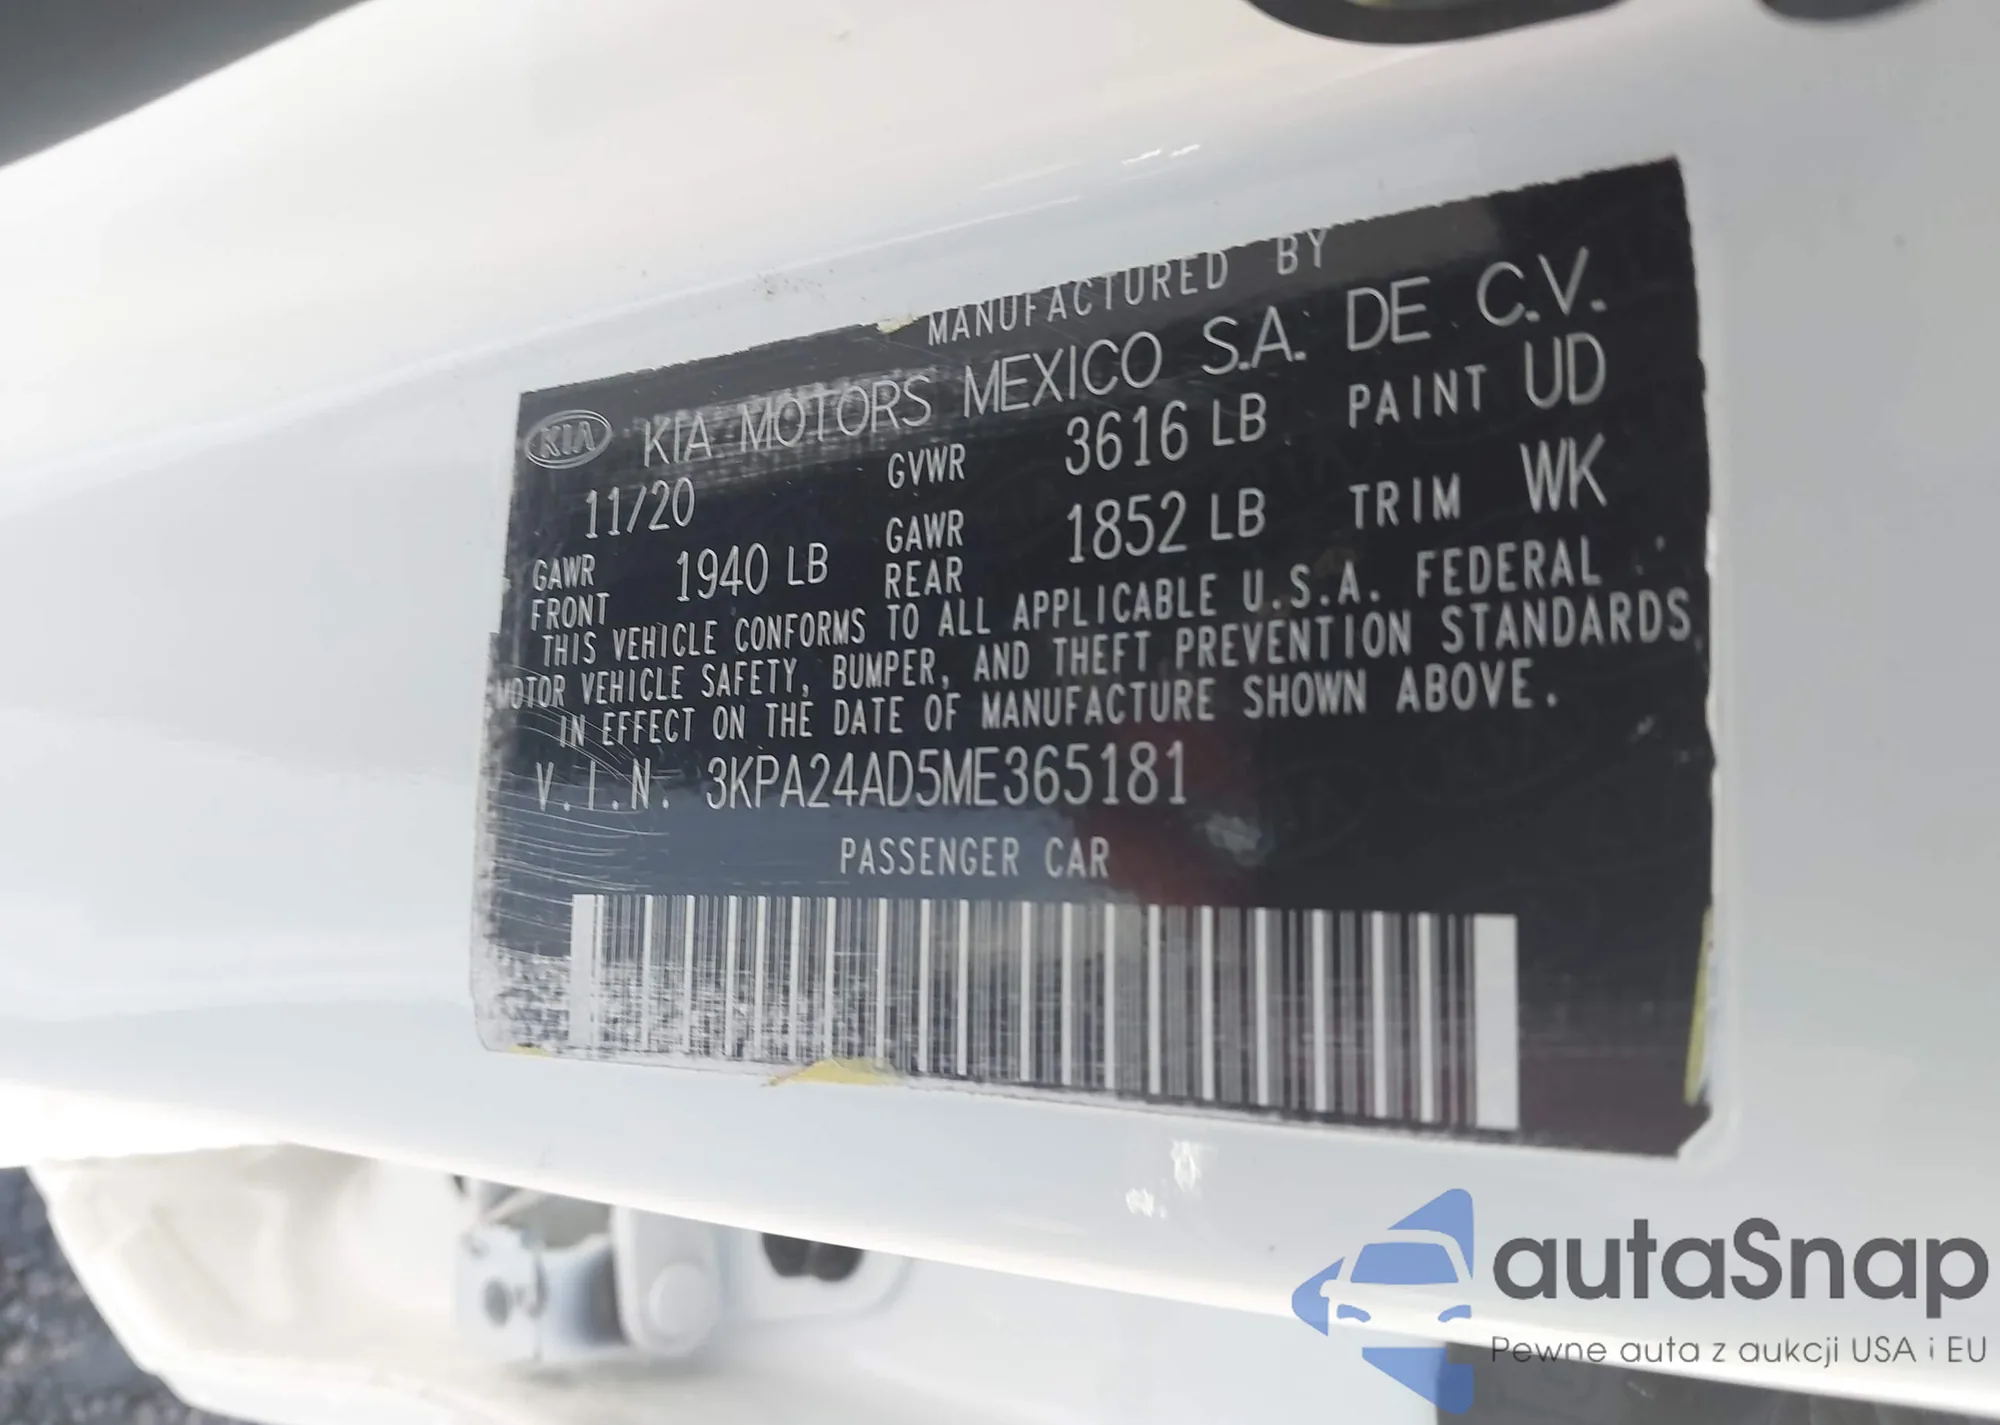 MANUFACTURED BY
KIA KIA MOTORS MEXICO S.A. DE C.V.
11/20 GVWR 3616 LB PAINT UD
GAWR FRONT 1940 LB GAWR REAR 1852 LB TRIM WK
THIS VEHICLE CONFORMS TO ALL APPLICABLE U.S.A. FEDERAL
MOTOR VEHICLE SAFETY, BUMPER, AND THEFT PREVENTION STANDARDS
IN EFFECT ON THE DATE OF MANUFACTURE SHOWN ABOVE.
V.I.N. 3KPA24AD5ME365181
PASSENGER CAR
autaSnap
Pewne auta z aukcji USA i EU